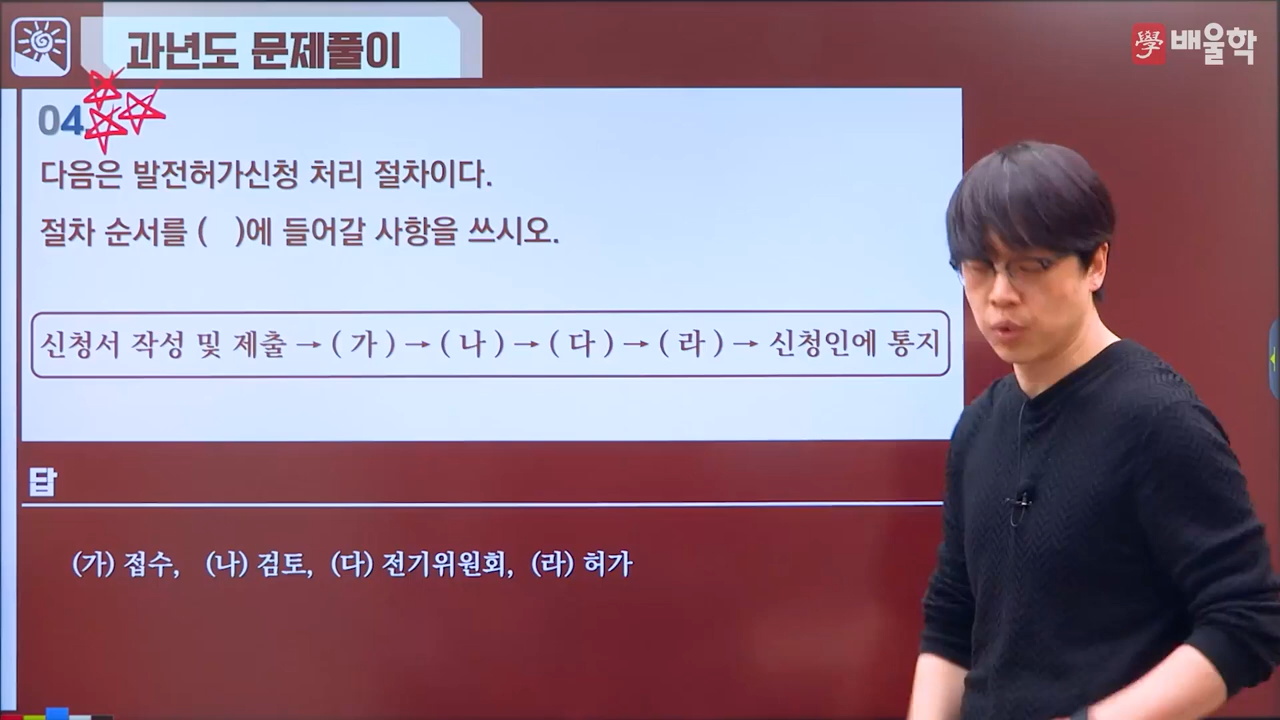 과년도 문제풀이
學 배울학
04.
다음은 발전허가신청 처리 절차이다.
절차 순서를 (   )에 들어갈 사항을 쓰시오.
신청서 작성 및 제출 → ( 가 ) → ( 나 ) → ( 다 ) → ( 라 ) → 신청인에 통지
답
(가) 접수, (나) 검토, (다) 전기위원회, (라) 허가